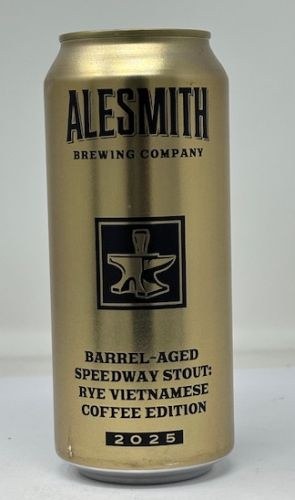 ALESMITH
BREWING COMPANY
BARREL-AGED
SPEEDWAY STOUT:
RYE VIETNAMESE
COFFEE EDITION
2025